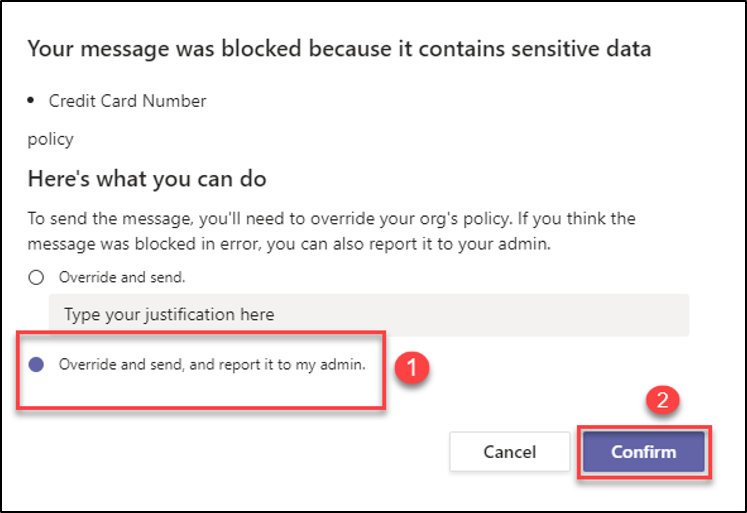 Your message was blocked because it contains sensitive data
• Credit Card Number
policy
Here's what you can do
To send the message, you'll need to override your org's policy. If you think the
message was blocked in error, you can also report it to your admin.
Override and send.
Type your justification here
Override and send, and report it to my admin.
1
2
Cancel
Confirm